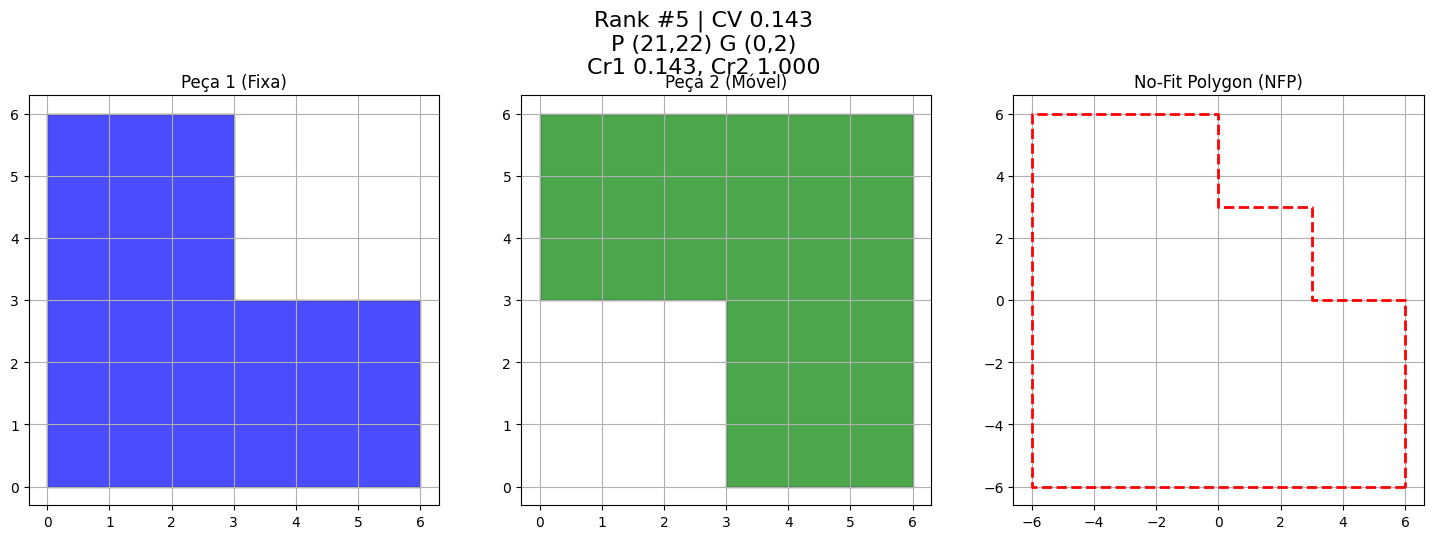 Rank #5 | CV 0.143
P (21,22) G (0,2)
Cr1 0.143, Cr2 1.000
Peça 1 (Fixa)
Peça 2 (Móvel)
No-Fit Polygon (NFP)
6
5
4
3
2
1
0
0 1 2 3 4 5 6
6
5
4
3
2
1
0
0 1 2 3 4 5 6
6
4
2
0
−2
−4
−6
−6 −4 −2 0 2 4 6